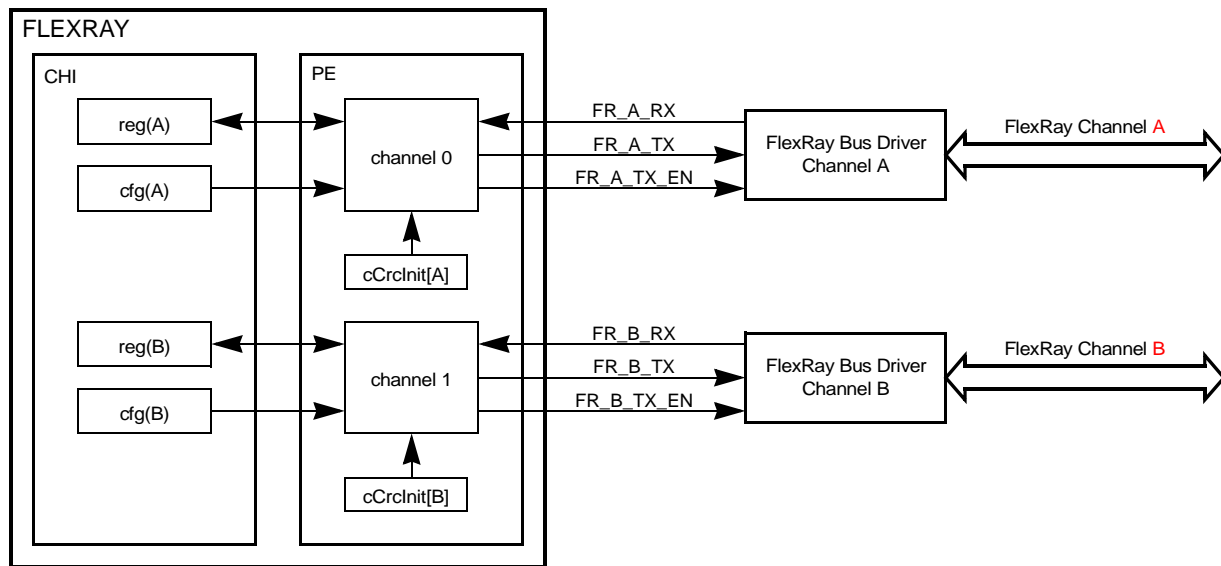 FLEXRAY
CHI
PE
reg(A)
cfg(A)
channel 0
cCrcInit[A]
FR_A_RX
FR_A_TX
FR_A_TX_EN
FlexRay Bus Driver
Channel A
FlexRay Channel A
reg(B)
cfg(B)
channel 1
cCrcInit[B]
FR_B_RX
FR_B_TX
FR_B_TX_EN
FlexRay Bus Driver
Channel B
FlexRay Channel B